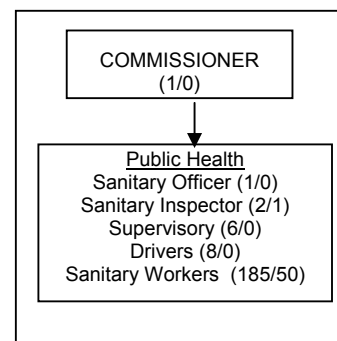 COMMISSIONER
(1/0)
Public Health
Sanitary Officer (1/0)
Sanitary Inspector (2/1)
Supervisory (6/0)
Drivers (8/0)
Sanitary Workers (185/50)